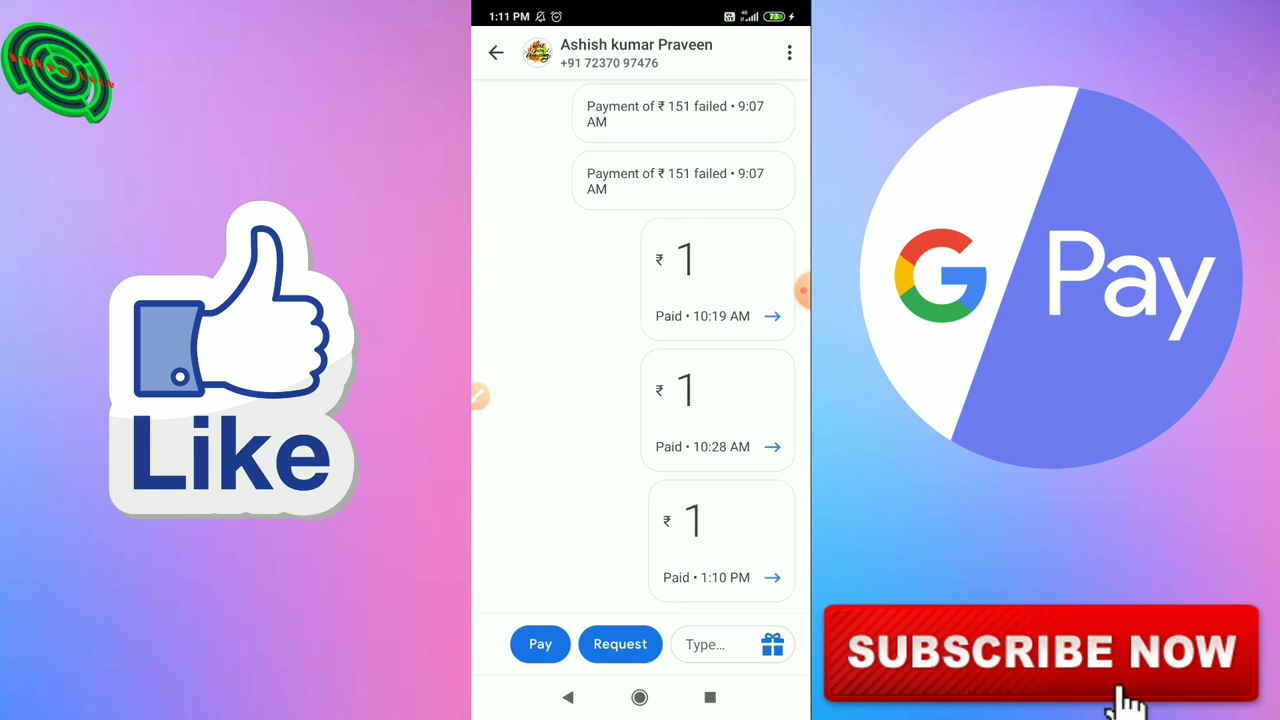 1:11 PM
4G
73
Ashish kumar Praveen
+91 72370 97476
Payment of ₹ 151 failed • 9:07
AM
Payment of ₹ 151 failed • 9:07
AM
₹ 1
Paid • 10:19 AM
₹ 1
Paid • 10:28 AM
₹ 1
Paid • 1:10 PM
Pay
Request
Type...
Like
G Pay
SUBSCRIBE NOW